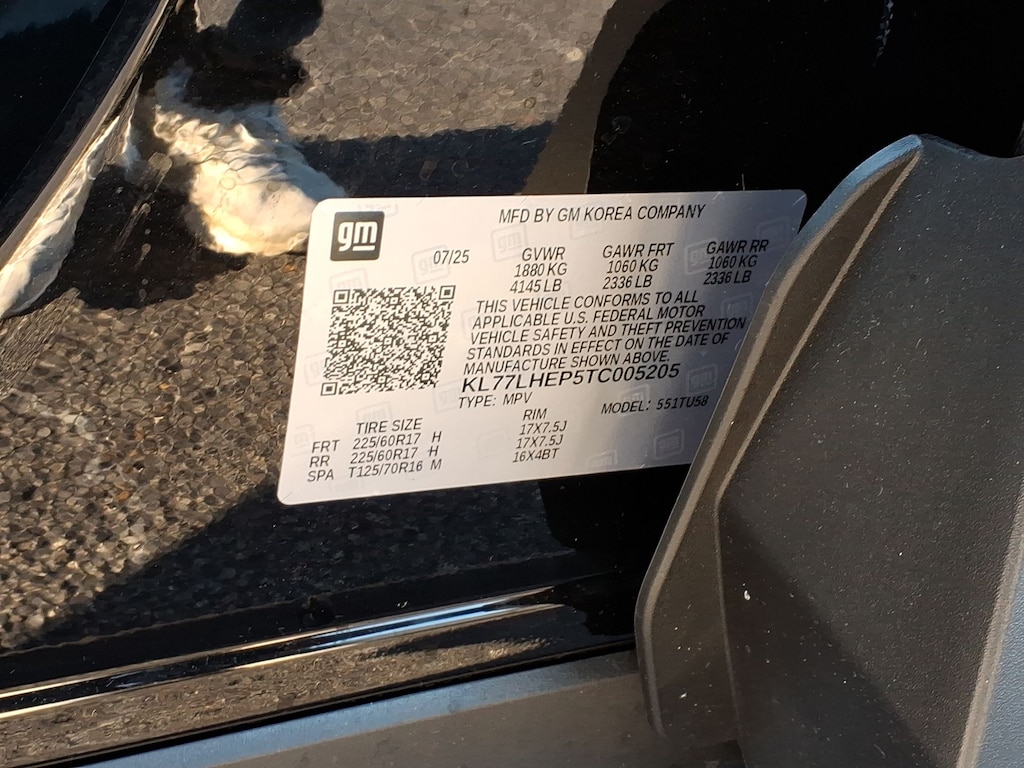 gm
MFD BY GM KOREA COMPANY
07/25 GVWR GAWR FRT GAWR RR
1880 KG 1060 KG 1060 KG
4145 LB 2336 LB 2336 LB
THIS VEHICLE CONFORMS TO ALL
APPLICABLE U.S. FEDERAL MOTOR
VEHICLE SAFETY AND THEFT PREVENTION
STANDARDS IN EFFECT ON THE DATE OF
MANUFACTURE SHOWN ABOVE.
KL77LHEP5TC005205
TYPE: MPV MODEL: 551TU58
TIRE SIZE RIM
FRT 225/60R17 H 17X7.5J
RR 225/60R17 H 17X7.5J
SPA T125/70R16 M 16X4BT